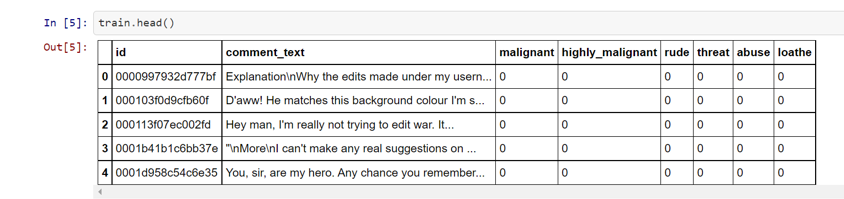 In [5]: train.head()
Out[5]:
id comment_text malignant highly_malignant rude threat abuse loathe
0 0000997932d777bf Explanation\nWhy the edits made under my usern... 0 0 0 0 0 0
1 000103f0d9cfb60f D'aww! He matches this background colour I'm s... 0 0 0 0 0 0
2 000113f07ec002fd Hey man, I'm really not trying to edit war. It... 0 0 0 0 0 0
3 0001b41b1c6bb37e "\nMore\nI can't make any real suggestions on ... 0 0 0 0 0 0
4 0001d958c54c6e35 You, sir, are my hero. Any chance you remember... 0 0 0 0 0 0